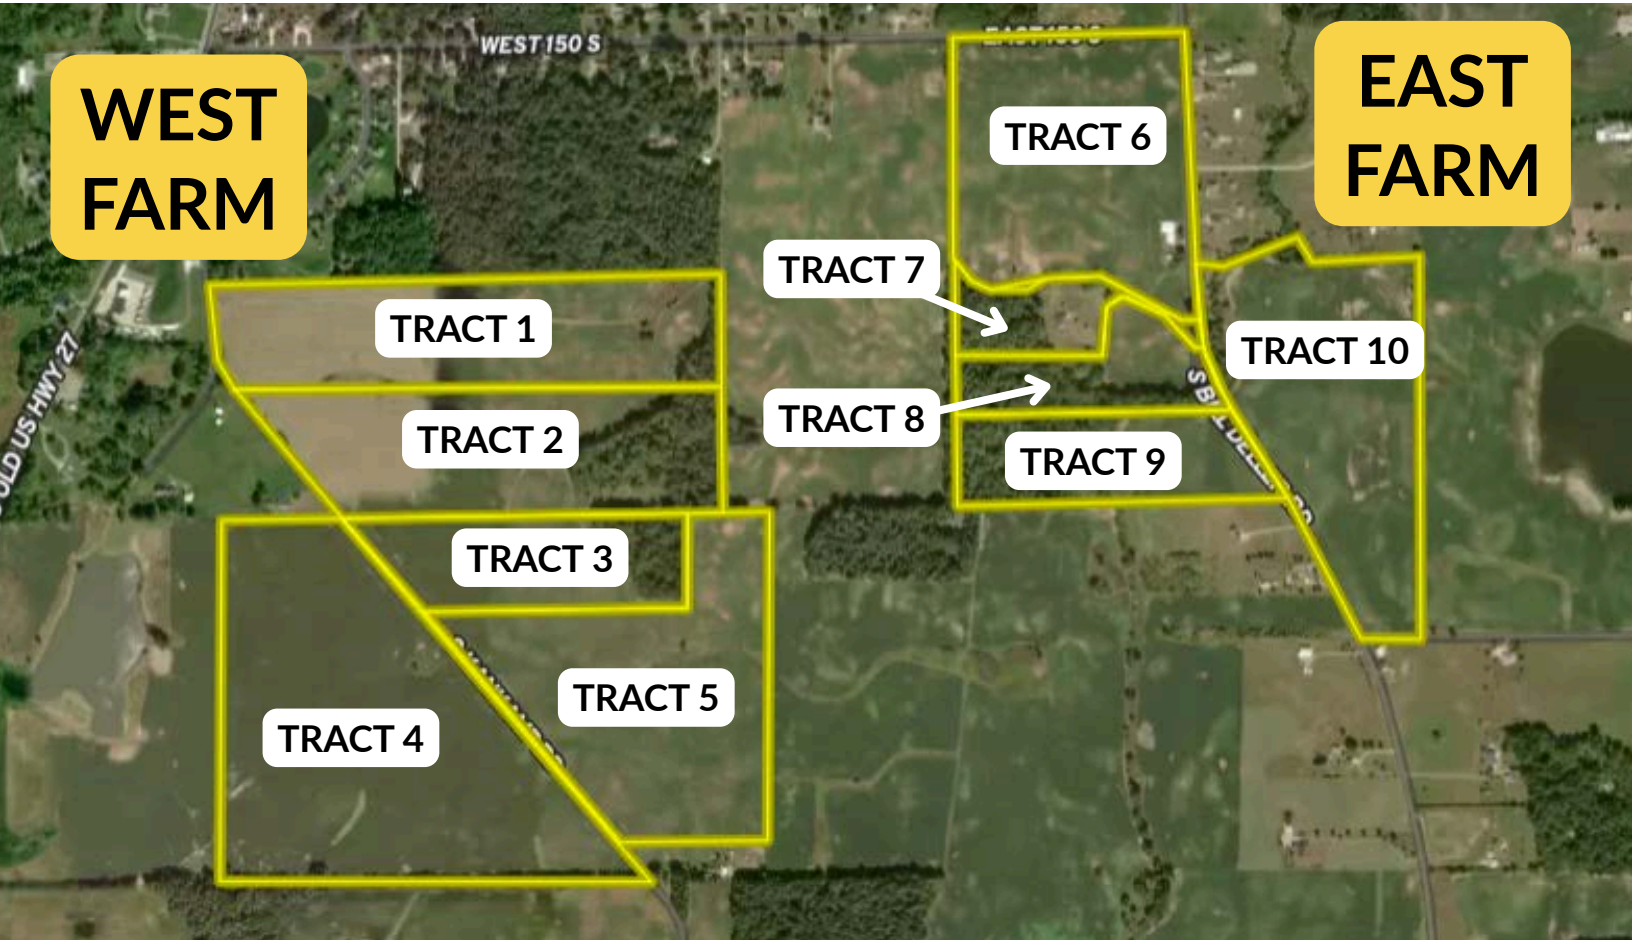 WEST 150 S
WEST
FARM
EAST
FARM
TRACT 6
TRACT 7
TRACT 1
TRACT 10
OLD US HWY 27
TRACT 8
TRACT 2
TRACT 9
TRACT 3
TRACT 5
TRACT 4